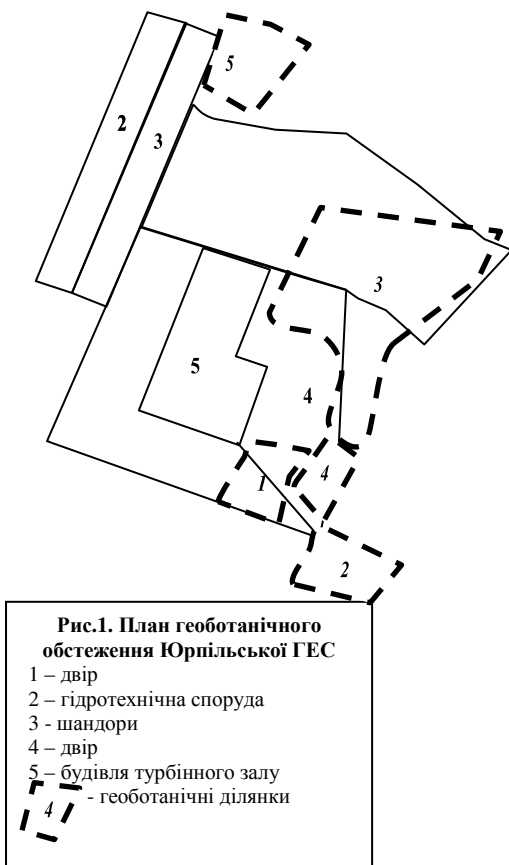 5
2
3
3
5
4
1
4
2
Рис.1. План геоботанічного
обстеження Юрпільської ГЕС
1 – двір
2 – гідротехнічна споруда
3 - шандори
4 – двір
5 – будівля турбінного залу
4 - геоботанічні ділянки